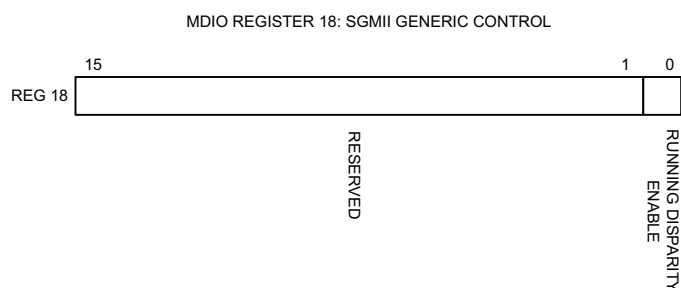 MDIO REGISTER 18: SGMII GENERIC CONTROL
15 1 0
REG 18
RESERVED
RUNNING DISPARITY
ENABLE